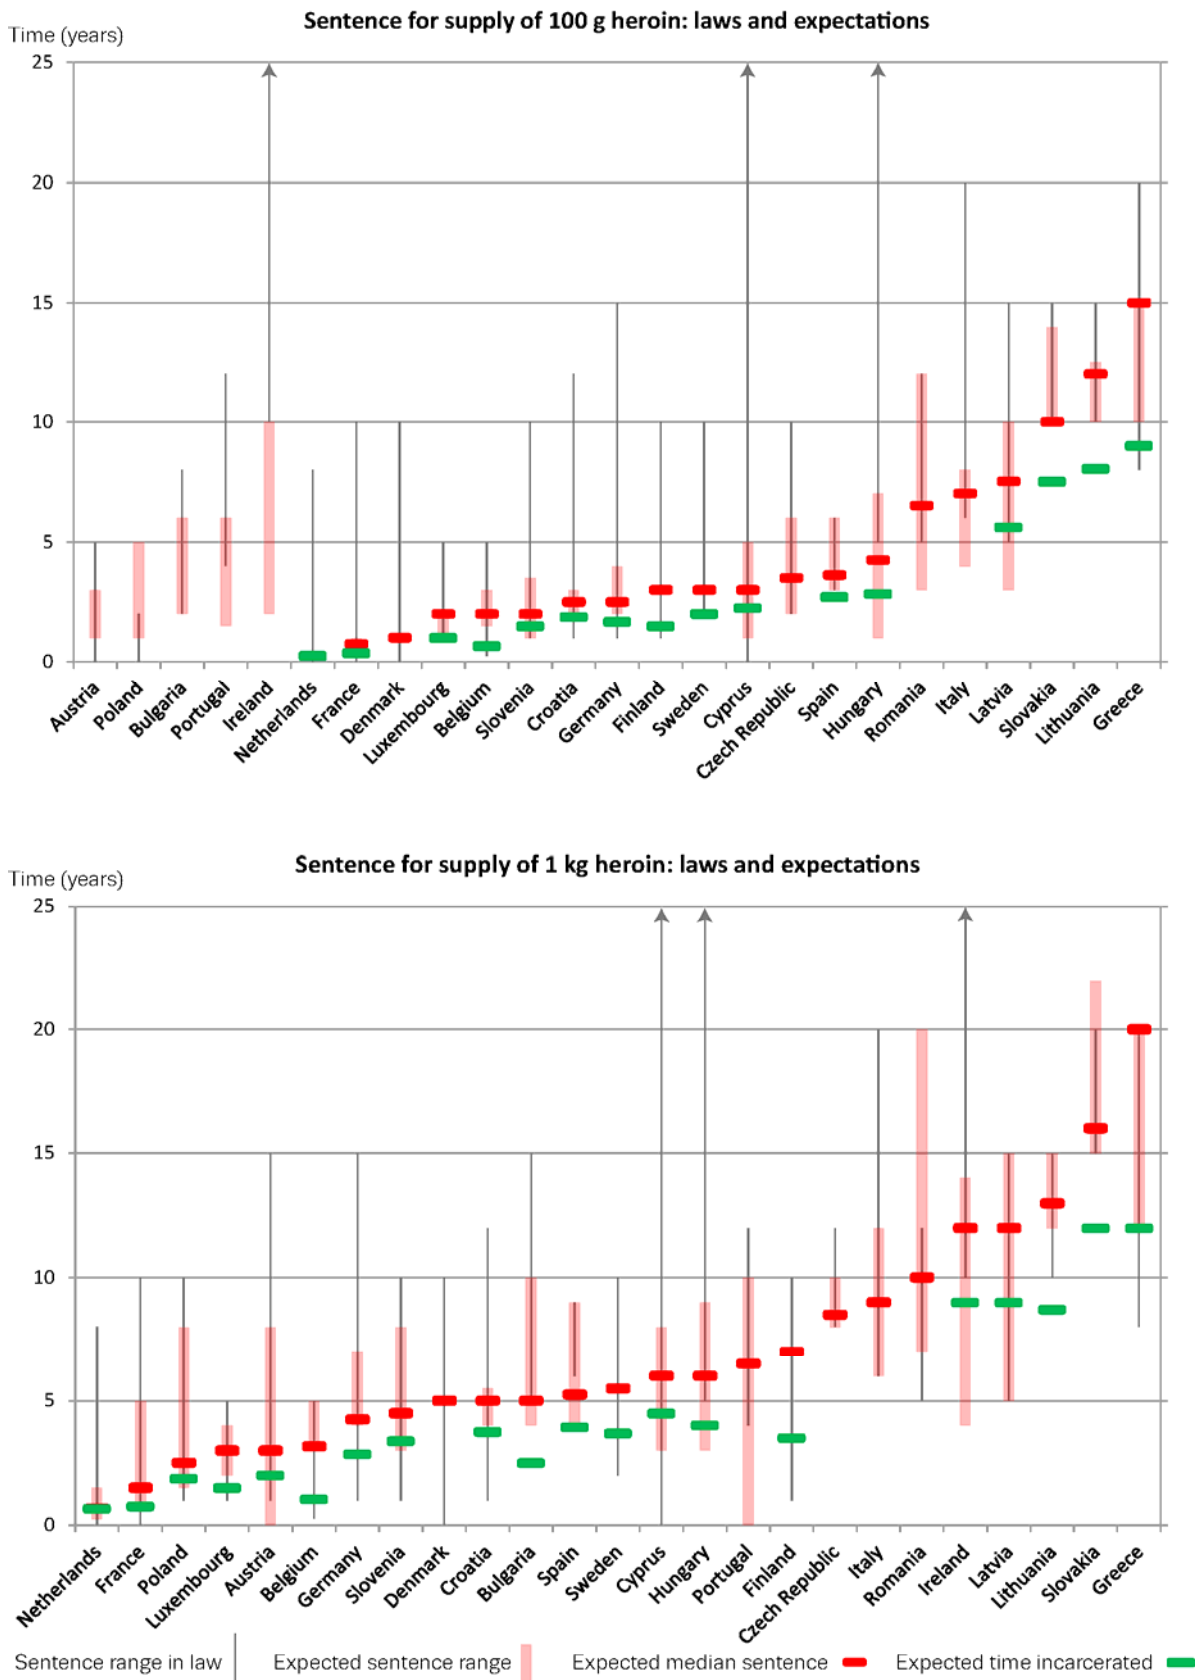 Sentence for supply of 100 g heroin: laws and expectations
Time (years)
25
20
15
10
5
0
Austria
Poland
Bulgaria
Portugal
Ireland
Netherlands
France
Denmark
Luxembourg
Belgium
Slovenia
Croatia
Germany
Finland
Sweden
Cyprus
Czech Republic
Spain
Hungary
Romania
Italy
Latvia
Slovakia
Lithuania
Greece
Sentence for supply of 1 kg heroin: laws and expectations
Time (years)
25
20
15
10
5
0
Netherlands
France
Poland
Luxembourg
Austria
Belgium
Germany
Slovenia
Denmark
Croatia
Bulgaria
Spain
Sweden
Cyprus
Hungary
Portugal
Finland
Czech Republic
Italy
Romania
Ireland
Latvia
Lithuania
Slovakia
Greece
Sentence range in law Expected sentence range Expected median sentence Expected time incarcerated